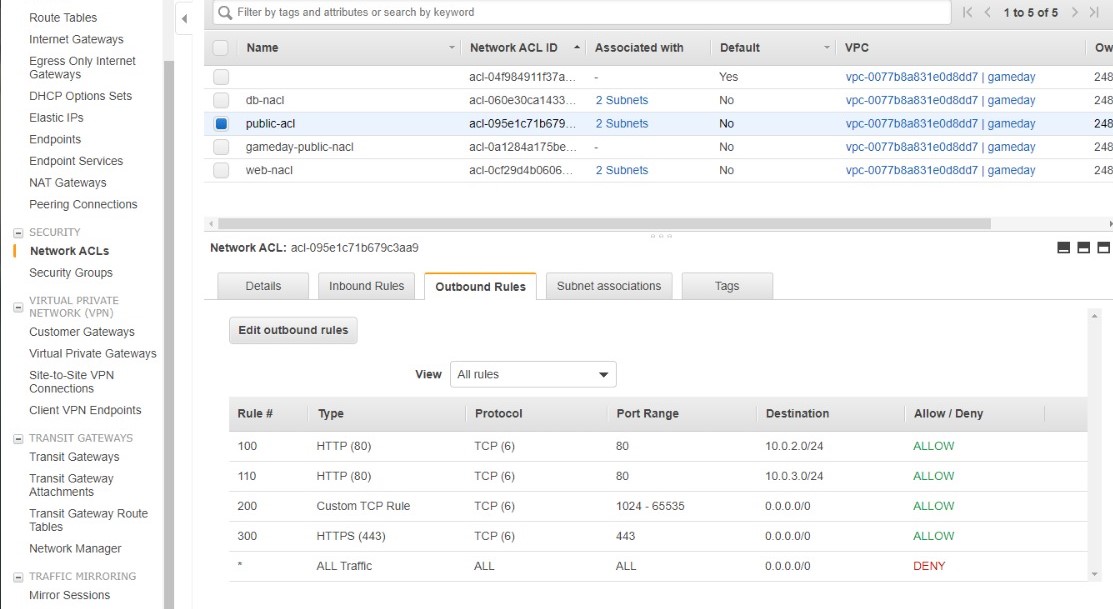 Route Tables
Internet Gateways
Egress Only Internet
Gateways
DHCP Options Sets
Elastic IPs
Endpoints
Endpoint Services
NAT Gateways
Peering Connections
SECURITY
Network ACLs
Security Groups
VIRTUAL PRIVATE
NETWORK (VPN)
Customer Gateways
Virtual Private Gateways
Site-to-Site VPN
Connections
Client VPN Endpoints
TRANSIT GATEWAYS
Transit Gateways
Transit Gateway
Attachments
Transit Gateway Route
Tables
Network Manager
TRAFFIC MIRRORING
Mirror Sessions
Filter by tags and attributes or search by keyword
1 to 5 of 5
Name Network ACL ID Associated with Default VPC Ow
acl-04f984911f37a... - Yes vpc-0077b8a831e0d8dd7 | gameday 248
db-nacl acl-060e30ca1433... 2 Subnets No vpc-0077b8a831e0d8dd7 | gameday 248
public-acl acl-095e1c71b679... 2 Subnets No vpc-0077b8a831e0d8dd7 | gameday 248
gameday-public-nacl acl-0a1284a175be... - No vpc-0077b8a831e0d8dd7 | gameday 248
web-nacl acl-0cf29d4b0606... 2 Subnets No vpc-0077b8a831e0d8dd7 | gameday 248
Network ACL: acl-095e1c71b679c3aa9
Details Inbound Rules Outbound Rules Subnet associations Tags
Edit outbound rules
View All rules
Rule # Type Protocol Port Range Destination Allow / Deny
100 HTTP (80) TCP (6) 80 10.0.2.0/24 ALLOW
110 HTTP (80) TCP (6) 80 10.0.3.0/24 ALLOW
200 Custom TCP Rule TCP (6) 1024 - 65535 0.0.0.0/0 ALLOW
300 HTTPS (443) TCP (6) 443 0.0.0.0/0 ALLOW
* ALL Traffic ALL ALL 0.0.0.0/0 DENY